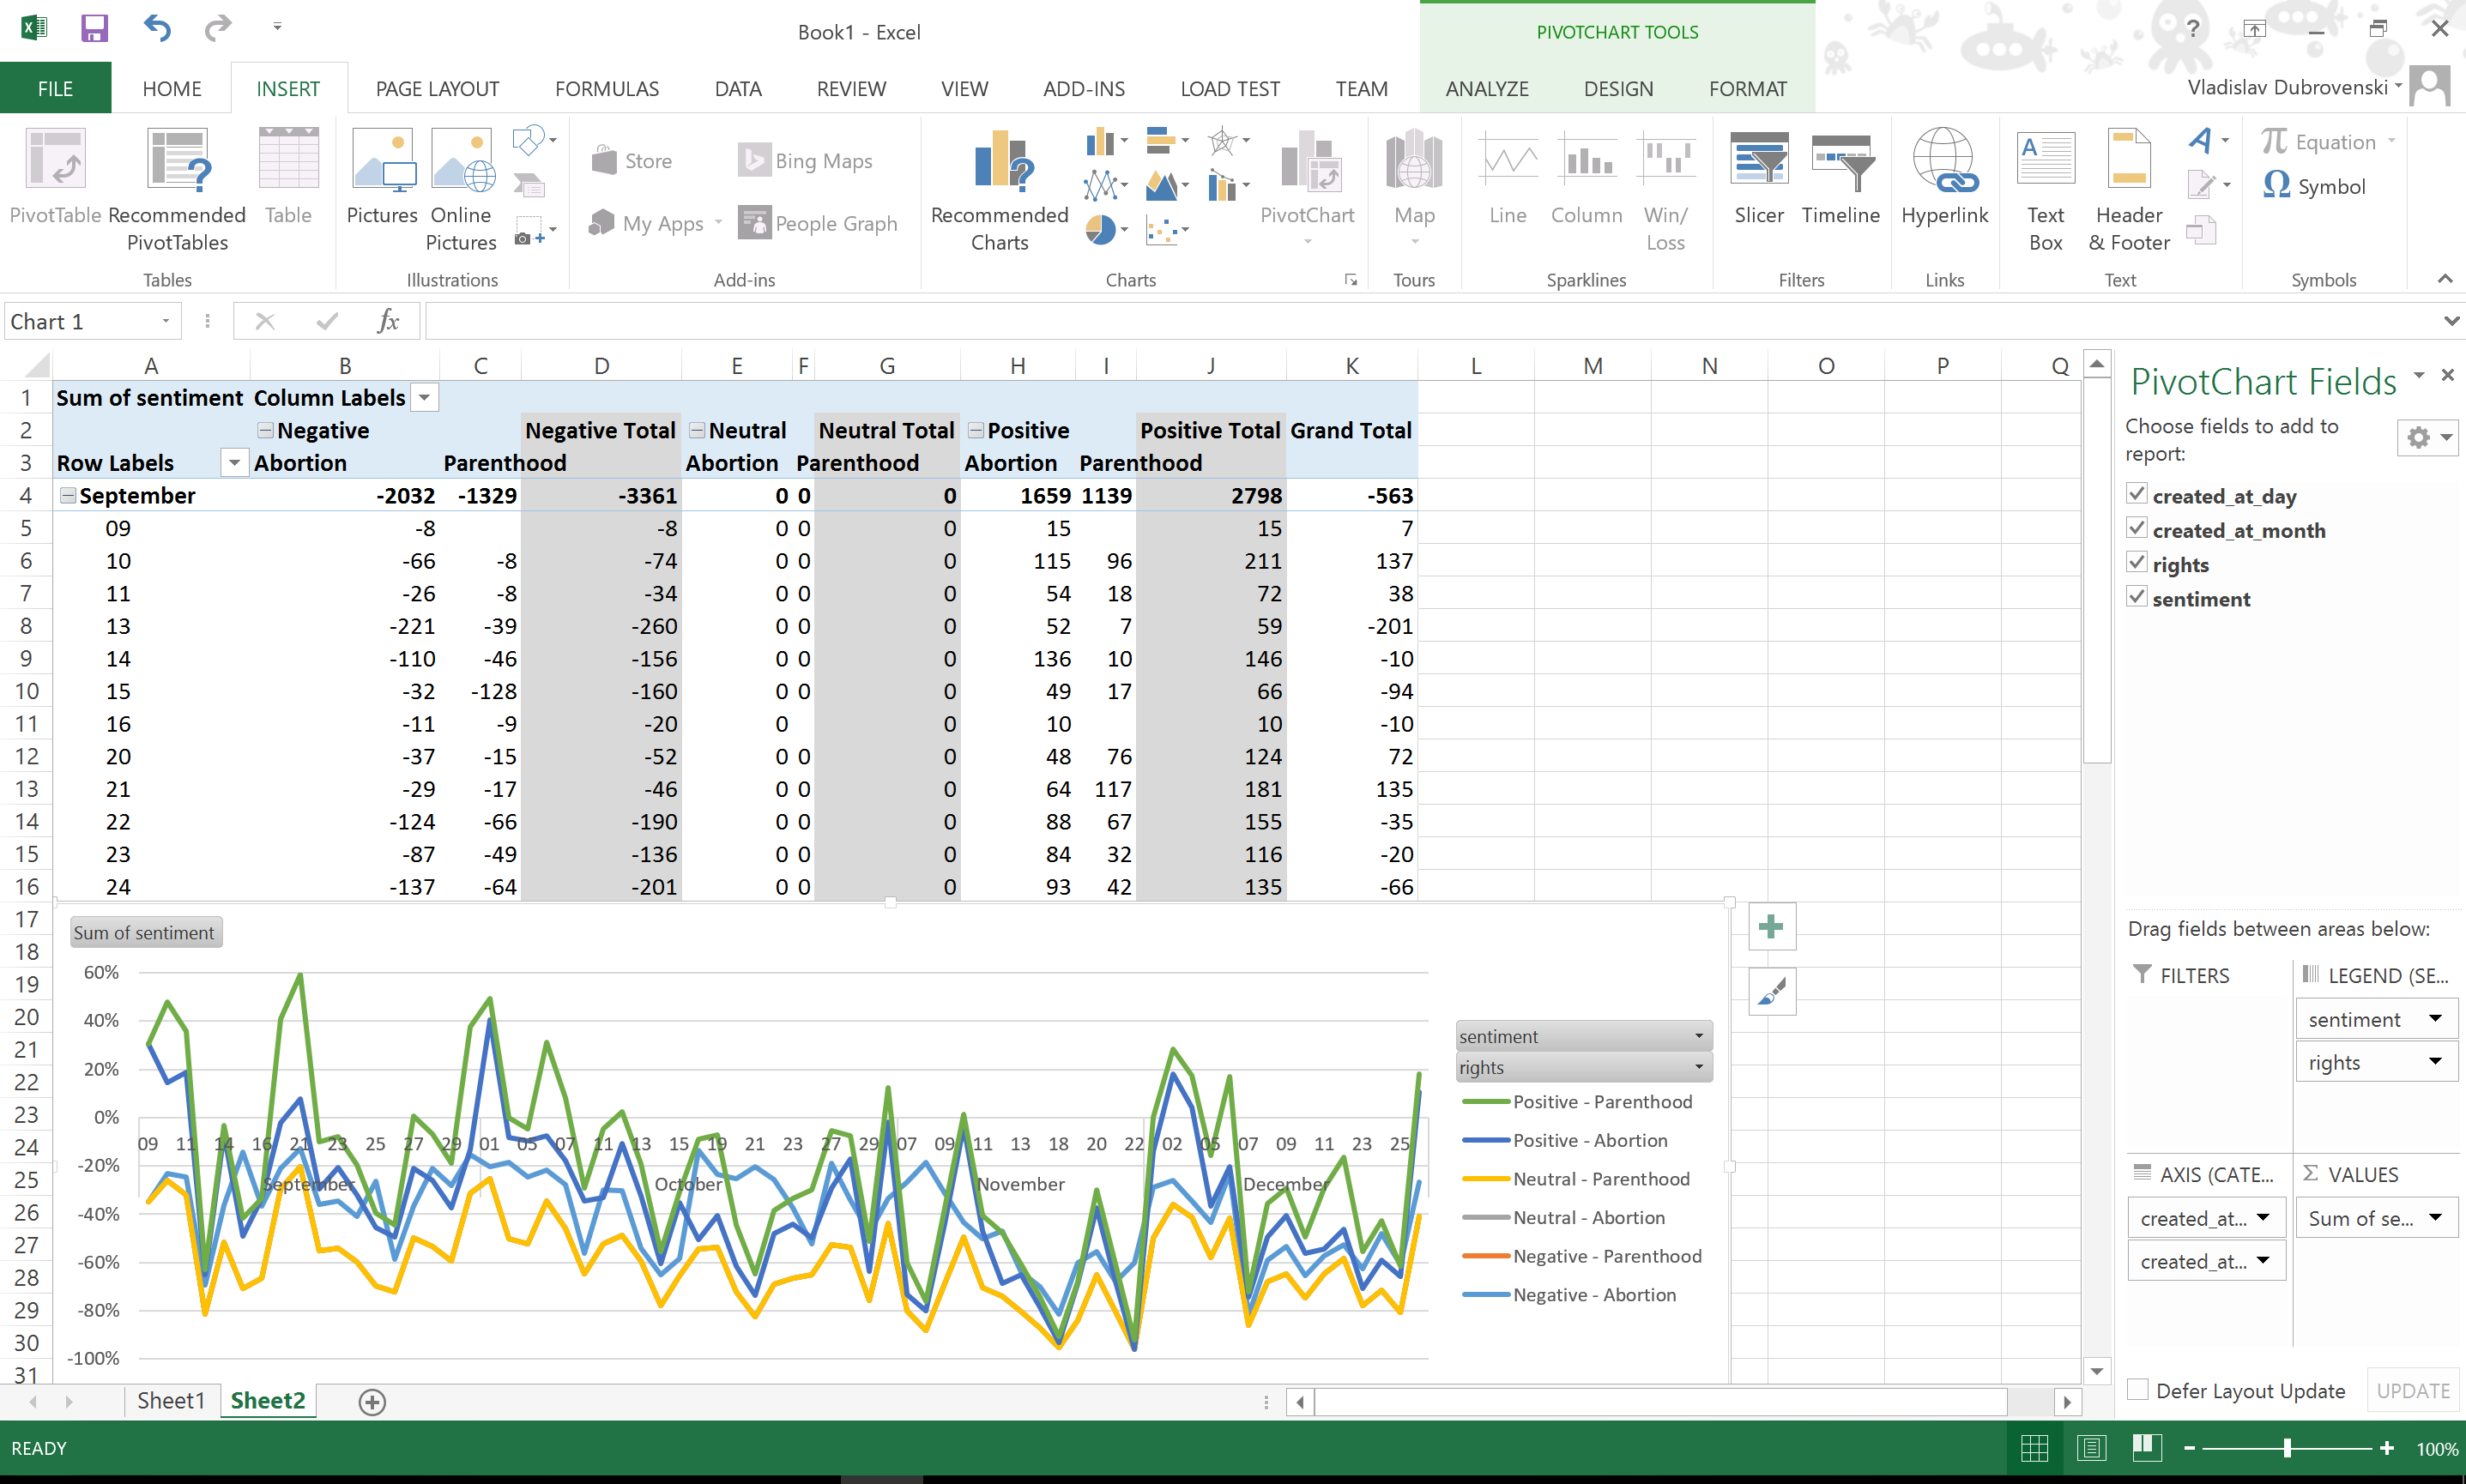 Book1 - Excel
PIVOTCHART TOOLS
?
FILE HOME INSERT PAGE LAYOUT FORMULAS DATA REVIEW VIEW ADD-INS LOAD TEST TEAM ANALYZE DESIGN FORMAT
Vladislav Dubrovenski
PivotTable
Recommended
PivotTables
Table
Tables
Pictures
Online
Pictures
Illustrations
Store
My Apps
Bing Maps
People Graph
Add-ins
Recommended
Charts
PivotChart
Charts
Map
Tours
Line
Column
Win/
Loss
Sparklines
Slicer
Timeline
Filters
Hyperlink
Links
Text
Box
Header
& Footer
Text
π Equation
Ω Symbol
Symbols
Chart 1
fx
A B C D E F G H I J K L M N O P Q
1 Sum of sentiment Column Labels
2 Negative Negative Total Neutral Neutral Total Positive Positive Total Grand Total
3 Row Labels Abortion Parenthood Abortion Parenthood Abortion Parenthood
4 September -2032 -1329 -3361 0 0 0 1659 1139 2798 -563
5 09 -8 -8 0 0 0 15 15 7
6 10 -66 -8 -74 0 0 0 115 96 211 137
7 11 -26 -8 -34 0 0 0 54 18 72 38
8 13 -221 -39 -260 0 0 0 52 7 59 -201
9 14 -110 -46 -156 0 0 0 136 10 146 -10
10 15 -32 -128 -160 0 0 0 49 17 66 -94
11 16 -11 -9 -20 0 0 10 10 -10
12 20 -37 -15 -52 0 0 0 48 76 124 72
13 21 -29 -17 -46 0 0 0 64 117 181 135
14 22 -124 -66 -190 0 0 0 88 67 155 -35
15 23 -87 -49 -136 0 0 0 84 32 116 -20
16 24 -137 -64 -201 0 0 0 93 42 135 -66
17
18
19
20
21
22
23
24
25
26
27
28
29
30
31
Sum of sentiment
60%
40%
20%
0%
-20%
-40%
-60%
-80%
-100%
09 11 14 16 21 23 25 27 29 01 05 07 11 13 15 19 21 23 27 29 07 09 11 13 18 20 22 02 05 07 09 11 23 25
September October November December
sentiment
rights
Positive - Parenthood
Positive - Abortion
Neutral - Parenthood
Neutral - Abortion
Negative - Parenthood
Negative - Abortion
PivotChart Fields
Choose fields to add to
report:
created_at_day
created_at_month
rights
sentiment
Drag fields between areas below:
FILTERS
LEGEND (SE...
sentiment
rights
AXIS (CATE...
created_at...
created_at...
Σ VALUES
Sum of se...
Defer Layout Update
UPDATE
Sheet1 Sheet2
READY
100%